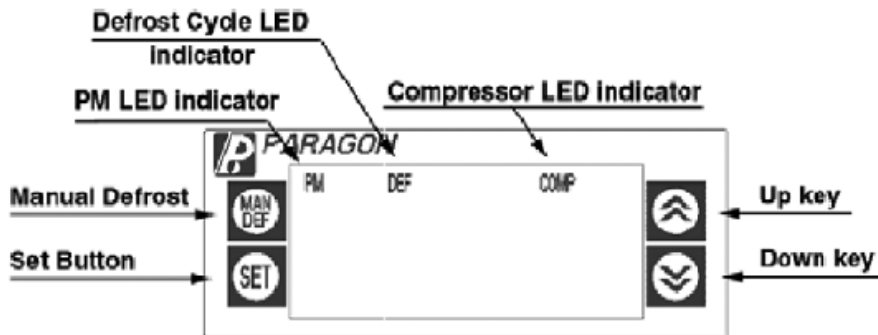 Defrost Cycle LED
Indicator
PM LED indicator
Compressor LED indicator
PARAGON
PM DEF COMP
Manual Defrost
MAN
DEF
Up key
Set Button
SET
Down key